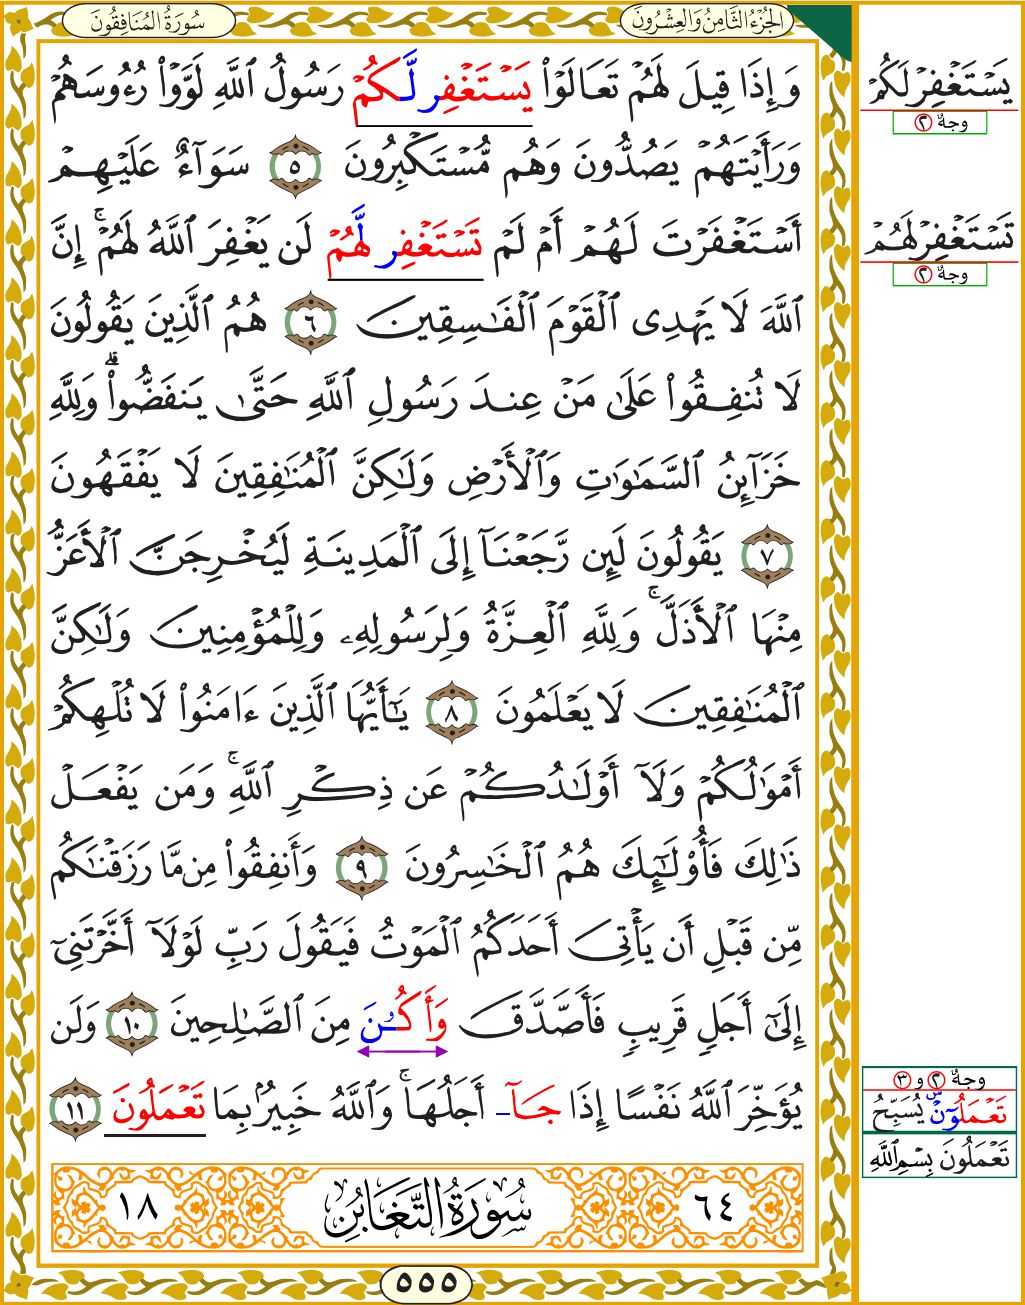 الجُزْءُ الثَّامِنُ وَالعِشْرُونَ
سُورَةُ المُنَافِقُونَ
وَإِذَا قِيلَ لَهُمْ تَعَالَوْا۟ يَسْتَغْفِر لَّكُمْ رَسُولُ ٱللَّهِ لَوَّوْا۟ رُءُوسَهُمْ
وَرَأَيْتَهُمْ يَصُدُّونَ وَهُم مُّسْتَكْبِرُونَ ٥ سَوَآءٌ عَلَيْهِمْ
أَسْتَغْفَرْتَ لَهُمْ أَمْ لَمْ تَسْتَغْفِر لَّهُمْ لَن يَغْفِرَ ٱللَّهُ لَهُمْۚ إِنَّ
ٱللَّهَ لَا يَهْدِى ٱلْقَوْمَ ٱلْفَٰسِقِينَ ٦ هُمُ ٱلَّذِينَ يَقُولُونَ
لَا تُنفِقُوا۟ عَلَىٰ مَنْ عِندَ رَسُولِ ٱللَّهِ حَتَّىٰ يَنفَضُّوا۟ۗ وَلِلَّهِ
خَزَآئِنُ ٱلسَّمَٰوَٰتِ وَٱلْأَرْضِ وَلَٰكِنَّ ٱلْمُنَٰفِقِينَ لَا يَفْقَهُونَ
٧ يَقُولُونَ لَئِن رَّجَعْنَآ إِلَى ٱلْمَدِينَةِ لَيُخْرِجَنَّ ٱلْأَعَزُّ
مِنْهَا ٱلْأَذَلَّۚ وَلِلَّهِ ٱلْعِزَّةُ وَلِرَسُولِهِۦ وَلِلْمُؤْمِنِينَ وَلَٰكِنَّ
ٱلْمُنَٰفِقِينَ لَا يَعْلَمُونَ ٨ يَٰٓأَيُّهَا ٱلَّذِينَ ءَامَنُوا۟ لَا تُلْهِكُمْ
أَمْوَٰلُكُمْ وَلَآ أَوْلَٰدُكُمْ عَن ذِكْرِ ٱللَّهِۚ وَمَن يَفْعَلْ
ذَٰلِكَ فَأُو۟لَٰٓئِكَ هُمُ ٱلْخَٰسِرُونَ ٩ وَأَنفِقُوا۟ مِن مَّا رَزَقْنَٰكُم
مِّن قَبْلِ أَن يَأْتِىَ أَحَدَكُمُ ٱلْمَوْتُ فَيَقُولَ رَبِّ لَوْلَآ أَخَّرْتَنِىٓ
إِلَىٰٓ أَجَلٍ قَرِيبٍ فَأَصَّدَّقَ وَأَكُونَ مِنَ ٱلصَّٰلِحِينَ ١٠ وَلَن
يُؤَخِّرَ ٱللَّهُ نَفْسًا إِذَا جَآ أَجَلُهَاۚ وَٱللَّهُ خَبِيرٌۢ بِمَا تَعْمَلُونَ ١١
٦٤ سُورَةُ التَّغَابُنِ ١٨
٥٥٥
يَسْتَغْفِرْ لَكُمْ
وجهٌ ٢
تَسْتَغْفِرْ لَهُمْ
وجهٌ ٢
وجهٌ ٢ و ٣
تَعْمَلُونَۜ يُسَبِّحُ
تَعْمَلُونَ بِسْمِ ٱللَّهِ